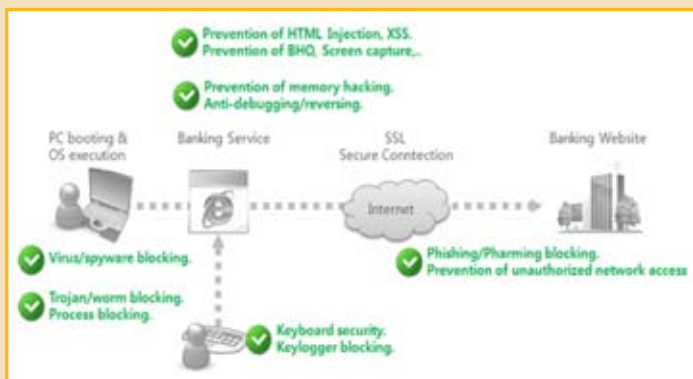 Prevention of HTML Injection, XSS.
Prevention of BHO, Screen capture,..
Prevention of memory hacking.
Anti-debugging/reversing.
PC booting &
OS execution
Banking Service
SSL
Secure Conntection
Banking Website
Internet
Virus/spyware blocking.
Trojan/worm blocking.
Process blocking.
Phishing/Pharming blocking.
Prevention of unauthorized network access
Keyboard security.
Keylogger blocking.